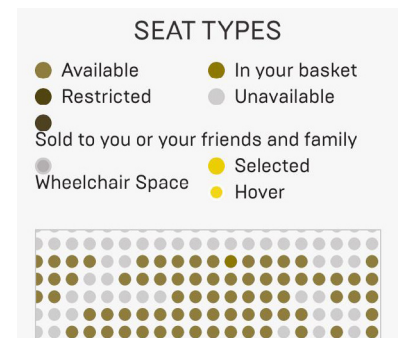 SEAT TYPES
Available
In your basket
Restricted
Unavailable
Sold to you or your friends and family
Wheelchair Space
Selected
Hover